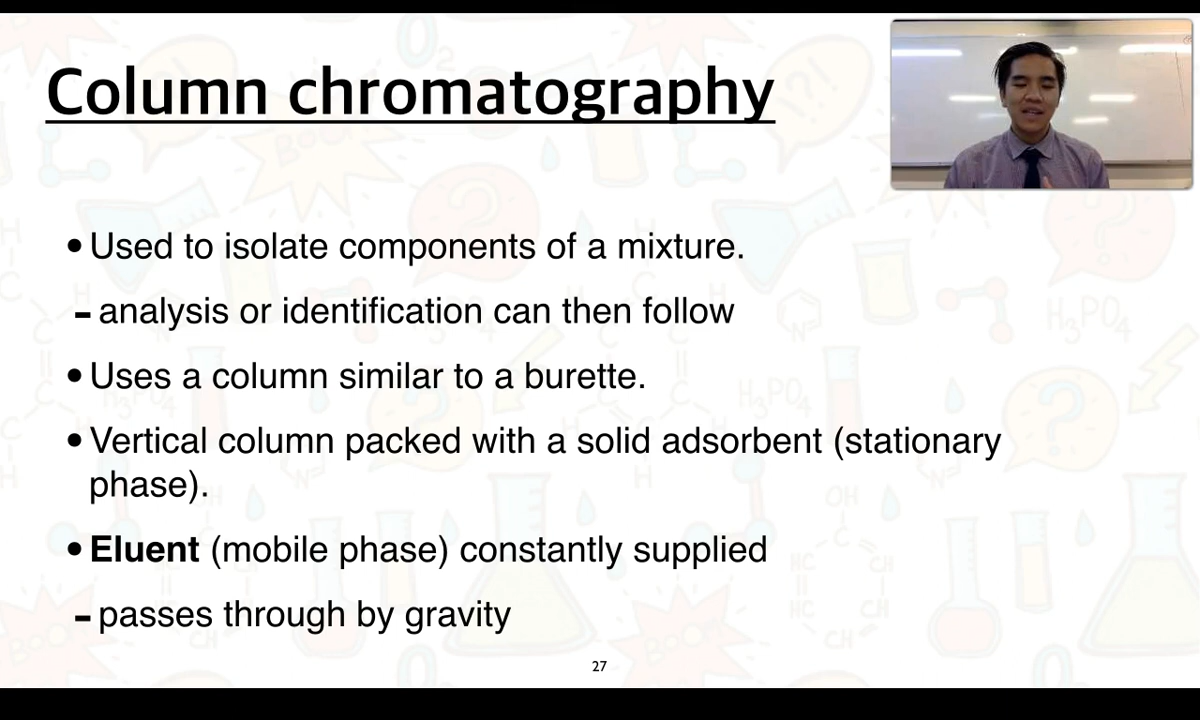 Column chromatography
• Used to isolate components of a mixture.
- analysis or identification can then follow
• Uses a column similar to a burette.
• Vertical column packed with a solid adsorbent (stationary
phase).
• Eluent (mobile phase) constantly supplied
- passes through by gravity
27